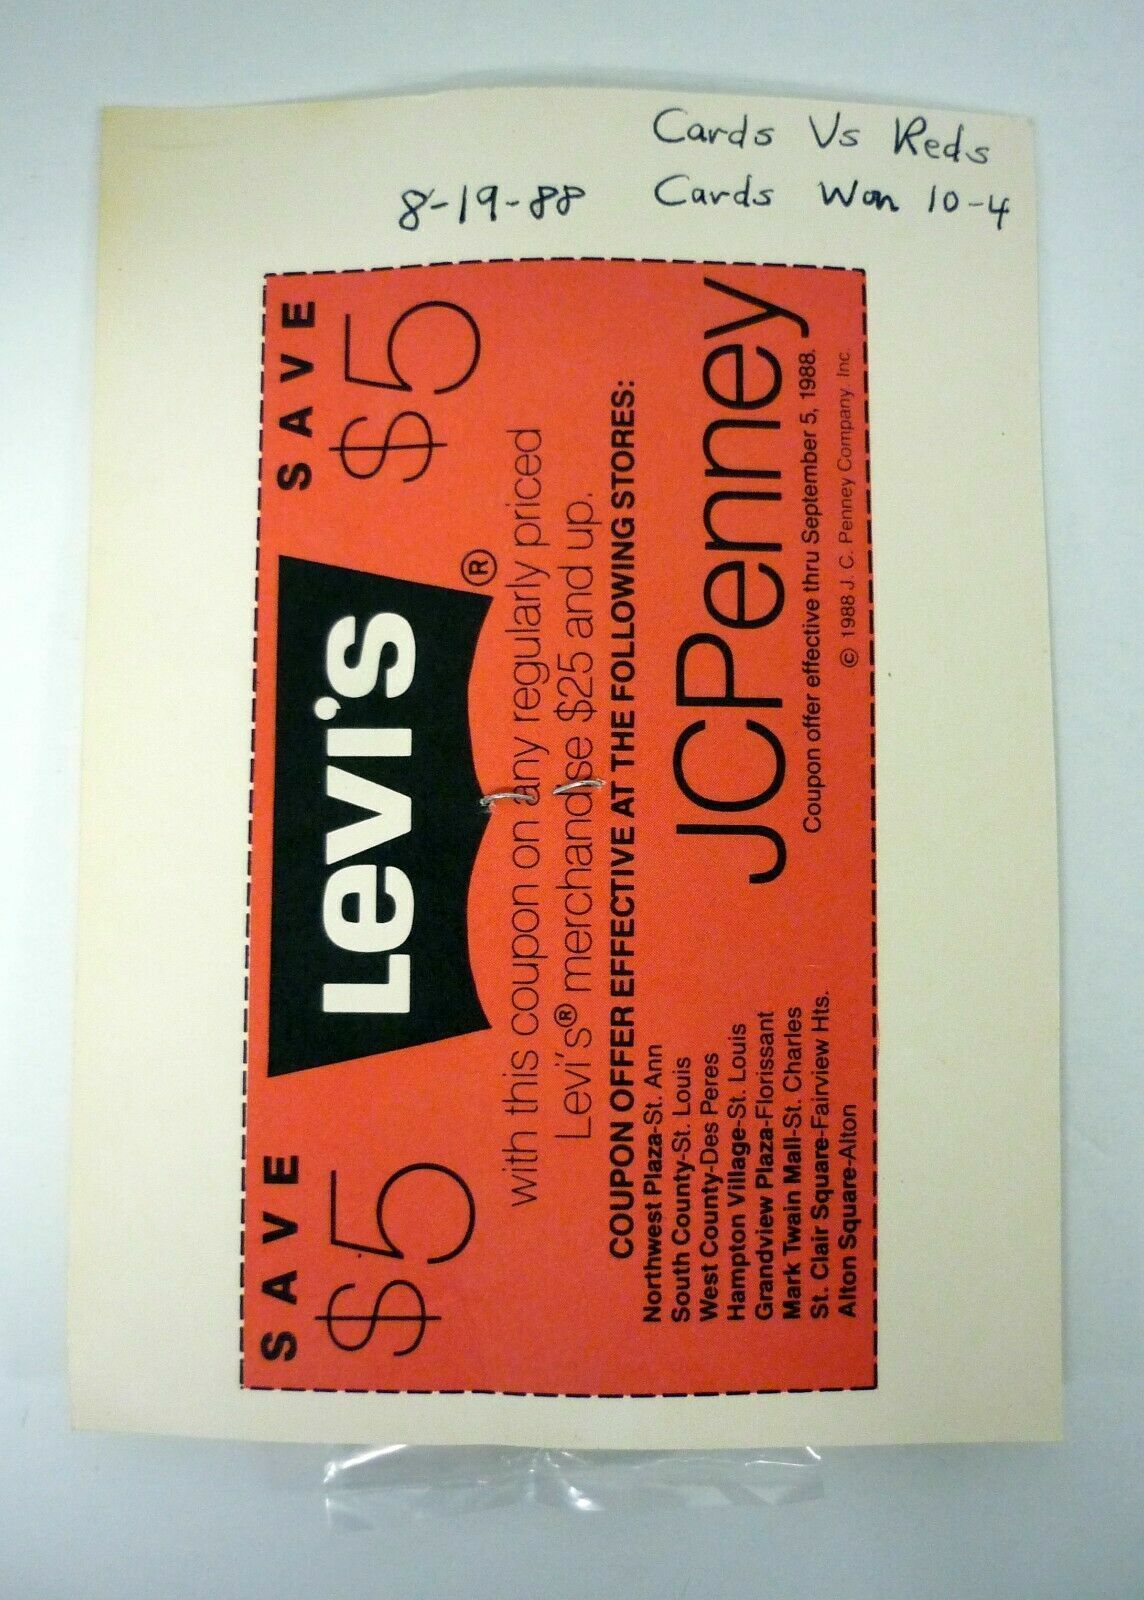 Cards Vs Reds
8-19-88 Cards Won 10-4
SAVE
$5
Levi's®
SAVE
$5
with this coupon on any regularly priced
Levi's® merchandise $25 and up.
COUPON OFFER EFFECTIVE AT THE FOLLOWING STORES:
Northwest Plaza-St. Ann
South County-St. Louis
West County-Des Peres
Hampton Village-St. Louis
Grandview Plaza-Florissant
Mark Twain Mall-St. Charles
St. Clair Square-Fairview Hts.
Alton Square-Alton
JCPenney
Coupon offer effective thru September 5, 1988.
© 1988 J. C. Penney Company. Inc.